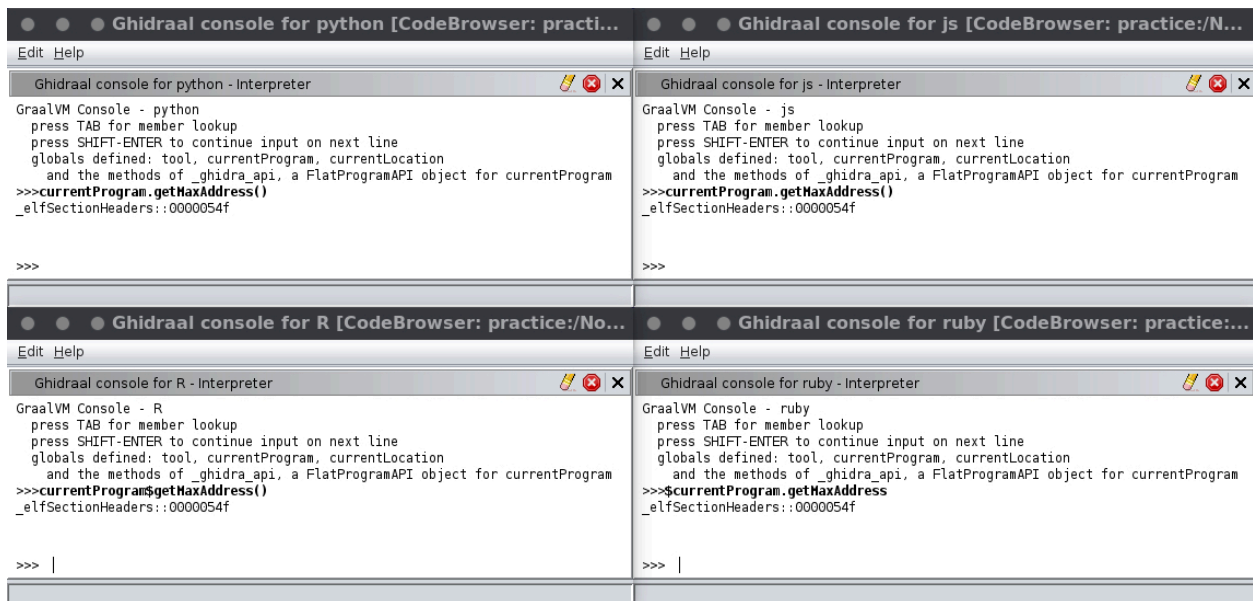 Ghidraal console for python [CodeBrowser: practi...
Edit Help
Ghidraal console for python - Interpreter
GraalVM Console - python
press TAB for member lookup
press SHIFT-ENTER to continue input on next line
globals defined: tool, currentProgram, currentLocation
and the methods of _ghidra_api, a FlatProgramAPI object for currentProgram
>>>currentProgram.getMaxAddress()
_elfSectionHeaders::0000054f
>>>
Ghidraal console for js [CodeBrowser: practice:/N...
Edit Help
Ghidraal console for js - Interpreter
GraalVM Console - js
press TAB for member lookup
press SHIFT-ENTER to continue input on next line
globals defined: tool, currentProgram, currentLocation
and the methods of _ghidra_api, a FlatProgramAPI object for currentProgram
>>>currentProgram.getMaxAddress()
_elfSectionHeaders::0000054f
>>>
Ghidraal console for R [CodeBrowser: practice:/No...
Edit Help
Ghidraal console for R - Interpreter
GraalVM Console - R
press TAB for member lookup
press SHIFT-ENTER to continue input on next line
globals defined: tool, currentProgram, currentLocation
and the methods of _ghidra_api, a FlatProgramAPI object for currentProgram
>>>currentProgram$getMaxAddress()
_elfSectionHeaders::0000054f
>>>
Ghidraal console for ruby [CodeBrowser: practice:...
Edit Help
Ghidraal console for ruby - Interpreter
GraalVM Console - ruby
press TAB for member lookup
press SHIFT-ENTER to continue input on next line
globals defined: tool, currentProgram, currentLocation
and the methods of _ghidra_api, a FlatProgramAPI object for currentProgram
>>>$currentProgram.getMaxAddress
_elfSectionHeaders::0000054f
>>>